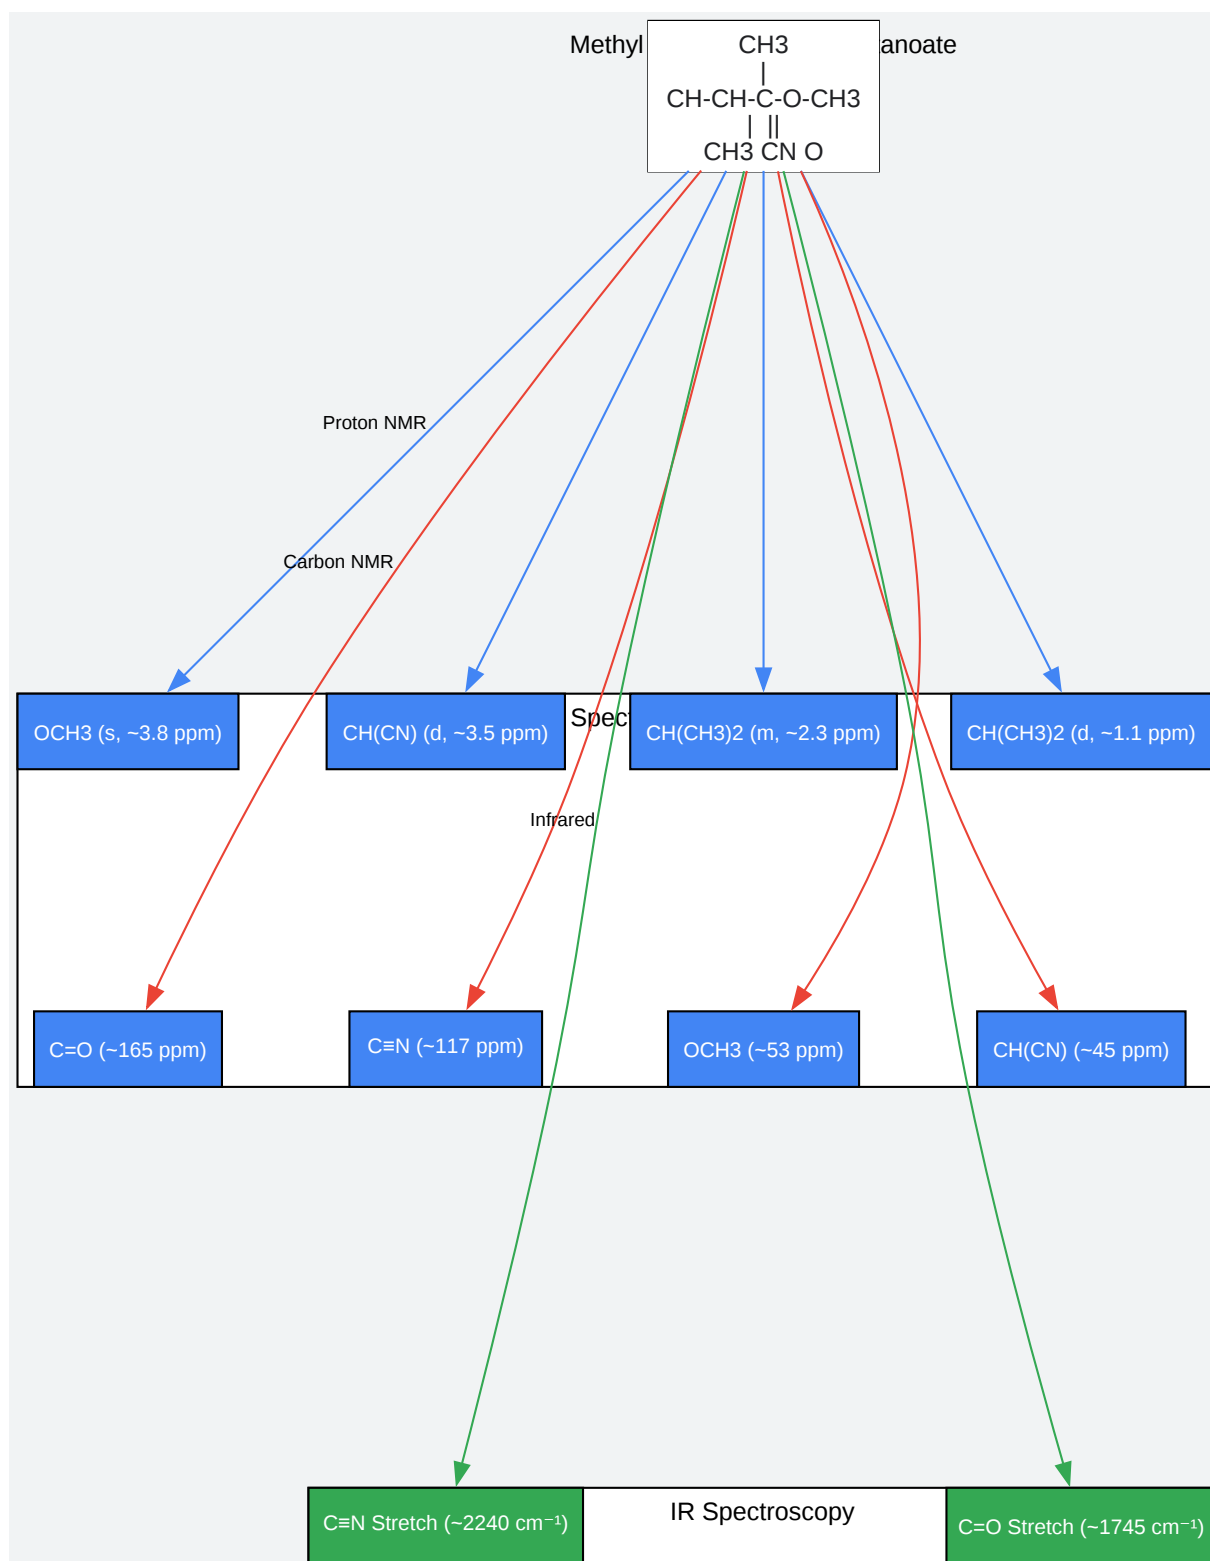 Methyl
anoate
CH3
|
CH-CH-C-O-CH3
| ||
CH3 CN O
Proton NMR
Carbon NMR
OCH3 (s, ~3.8 ppm)
CH(CN) (d, ~3.5 ppm)
CH(CH3)2 (m, ~2.3 ppm)
CH(CH3)2 (d, ~1.1 ppm)
Infrared
C=O (~165 ppm)
C≡N (~117 ppm)
OCH3 (~53 ppm)
CH(CN) (~45 ppm)
C≡N Stretch (~2240 cm⁻¹)
IR Spectroscopy
C=O Stretch (~1745 cm⁻¹)